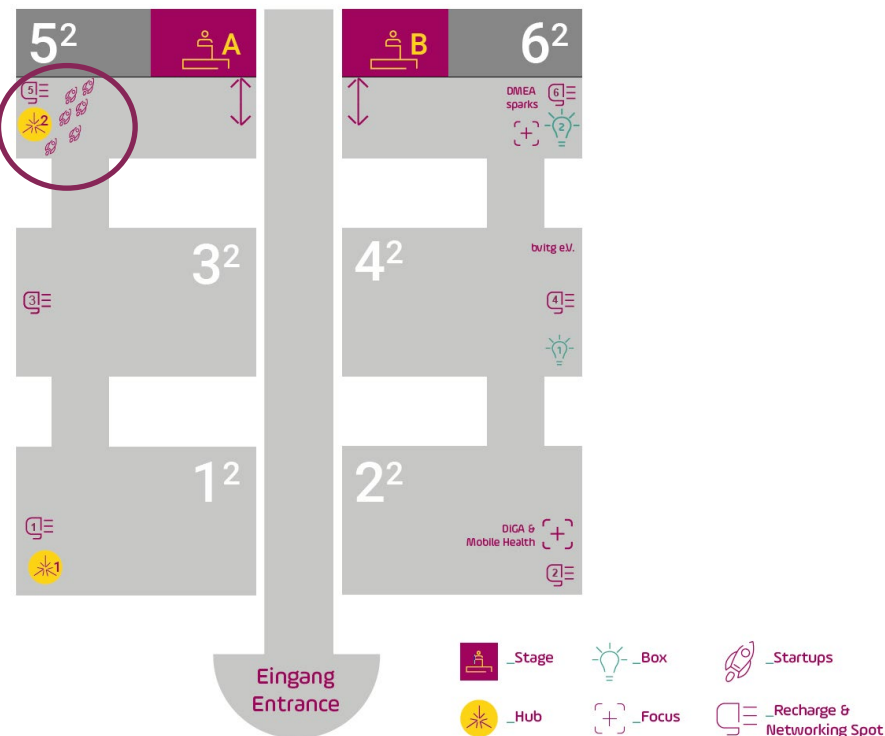 5²
A
B
6²
5
2
DMEA
sparks
6
2
3²
4²
bvitg e.V.
3
4
1
1²
2²
1
DIGA &
Mobile Health
1
2
Eingang
Entrance
_Stage
_Box
_Startups
_Hub
_Focus
_Recharge &
Networking Spot